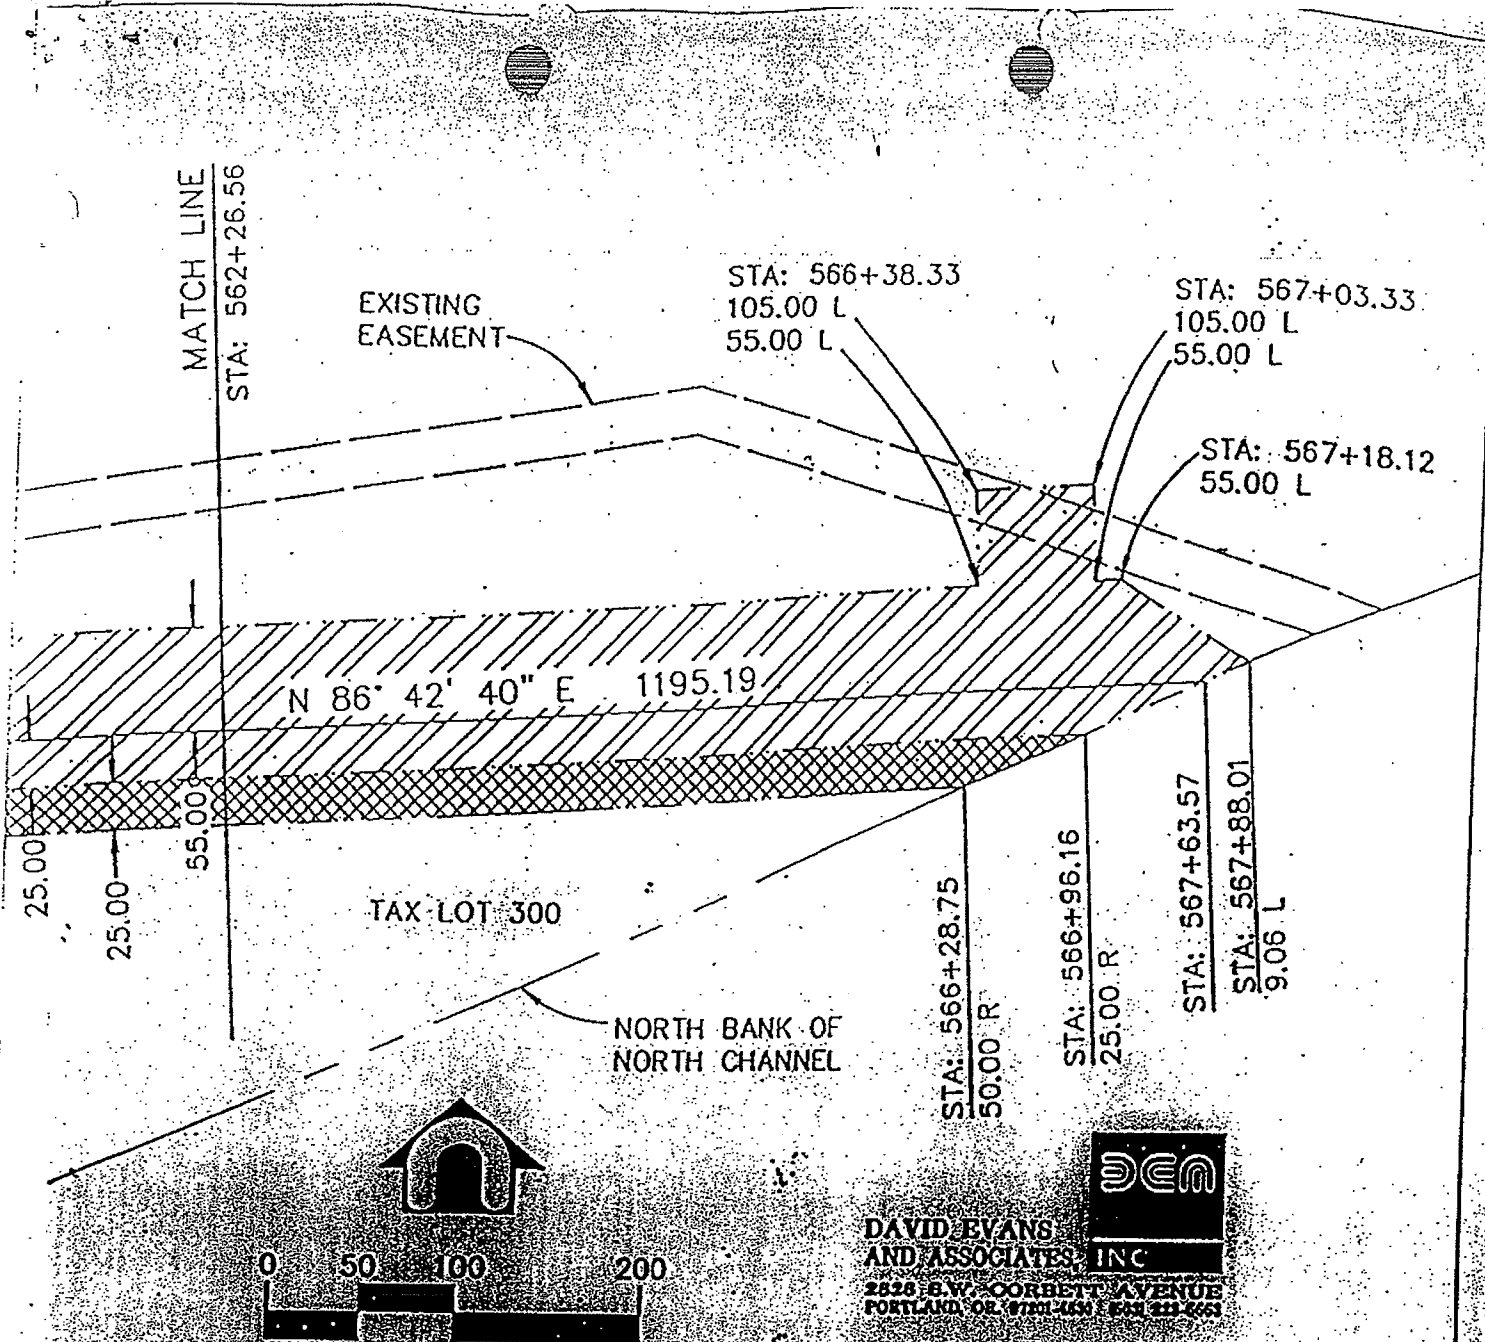 MATCH LINE
STA: 562+26.56
EXISTING
EASEMENT
STA: 566+38.33
105.00 L
55.00 L
STA: 567+03.33
105.00 L
55.00 L
STA: 567+18.12
55.00 L
N 86° 42' 40" E 1195.19
25.00
25.00
55.00
TAX LOT 300
NORTH BANK OF
NORTH CHANNEL
STA: 566+28.75
50.00 R
STA: 566+96.16
25.00 R
STA: 567+63.57
STA: 567+88.01
9.06 L
0 50 100 200
DEA
DAVID EVANS
AND ASSOCIATES, INC
2828 S.W. CORBETT AVENUE
PORTLAND, OR.